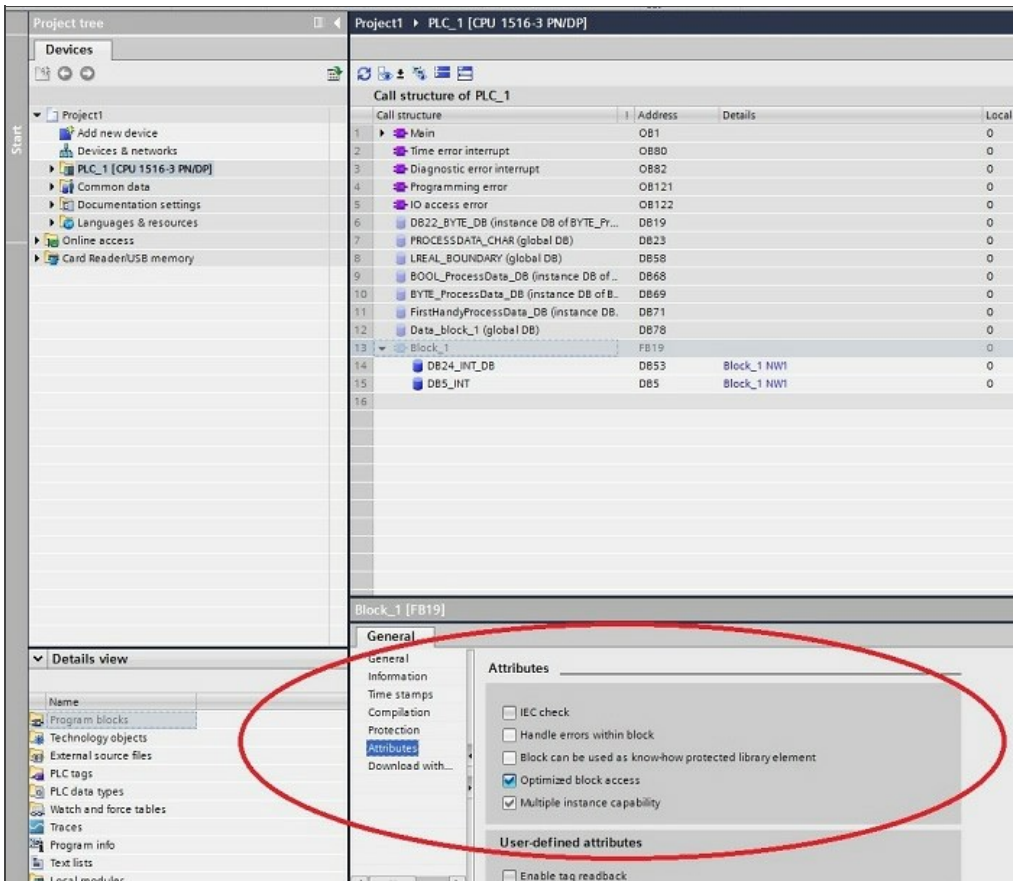 Project tree
Project1 ▸ PLC_1 [CPU 1516-3 PN/DP]
Devices
Start
Project1
Add new device
Devices & networks
PLC_1 [CPU 1516-3 PN/DP]
Common data
Documentation settings
Languages & resources
Online access
Card Reader/USB memory
Call structure of PLC_1
Call structure ! Address Details Local
1 Main OB1 0
2 Time error interrupt OB80 0
3 Diagnostic error interrupt OB82 0
4 Programming error OB121 0
5 IO access error OB122 0
6 DB22_BYTE_DB (instance DB of BYTE_Pr... DB19 0
7 PROCESSDATA_CHAR (global DB) DB23 0
8 LREAL_BOUNDARY (global DB) DB58 0
9 BOOL_ProcessData_DB (instance DB of... DB68 0
10 BYTE_ProcessData_DB (instance DB of B... DB69 0
11 FirstHandyProcessData_DB (instance DB... DB71 0
12 Data_block_1 (global DB) DB78 0
13 Block_1 FB19 0
14 DB24_INT_DB DB53 Block_1 NW1 0
15 DB5_INT DB5 Block_1 NW1 0
16
Details view
Name
Program blocks
Technology objects
External source files
PLC tags
PLC data types
Watch and force tables
Traces
Program info
Text lists
Local modules
Block_1 [FB19]
General
General
Information
Time stamps
Compilation
Protection
Attributes
Download with...
Attributes
IEC check
Handle errors within block
Block can be used as know-how protected library element
Optimized block access
Multiple instance capability
User-defined attributes
Enable tag readback